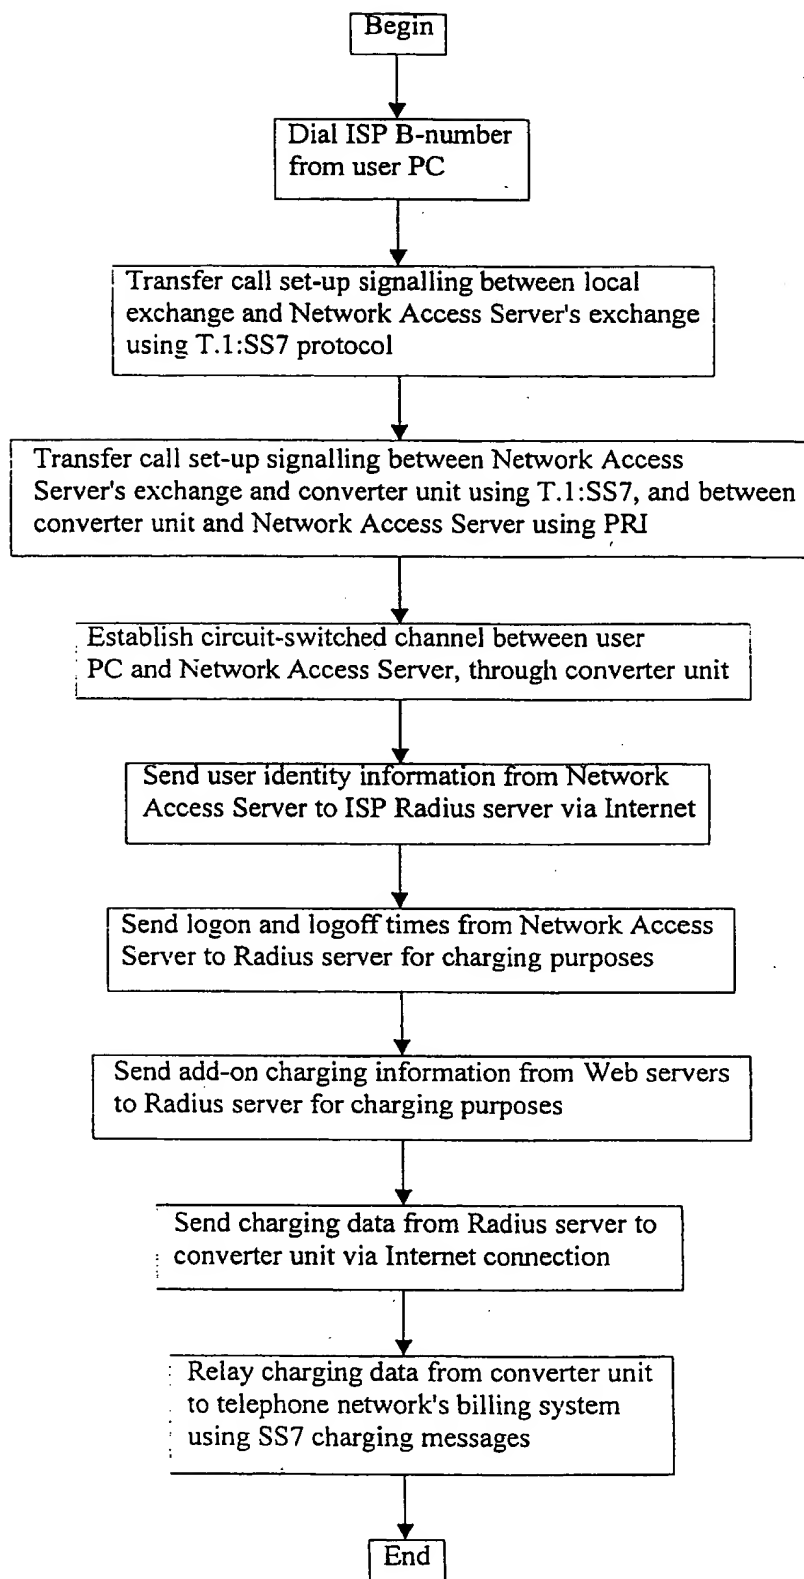 Begin
Dial ISP B-number
from user PC
Transfer call set-up signalling between local
exchange and Network Access Server's exchange
using T.1:SS7 protocol
Transfer call set-up signalling between Network Access
Server's exchange and converter unit using T.1:SS7, and between
converter unit and Network Access Server using PRI
Establish circuit-switched channel between user
PC and Network Access Server, through converter unit
Send user identity information from Network
Access Server to ISP Radius server via Internet
Send logon and logoff times from Network Access
Server to Radius server for charging purposes
Send add-on charging information from Web servers
to Radius server for charging purposes
Send charging data from Radius server to
converter unit via Internet connection
Relay charging data from converter unit
to telephone network's billing system
using SS7 charging messages
End